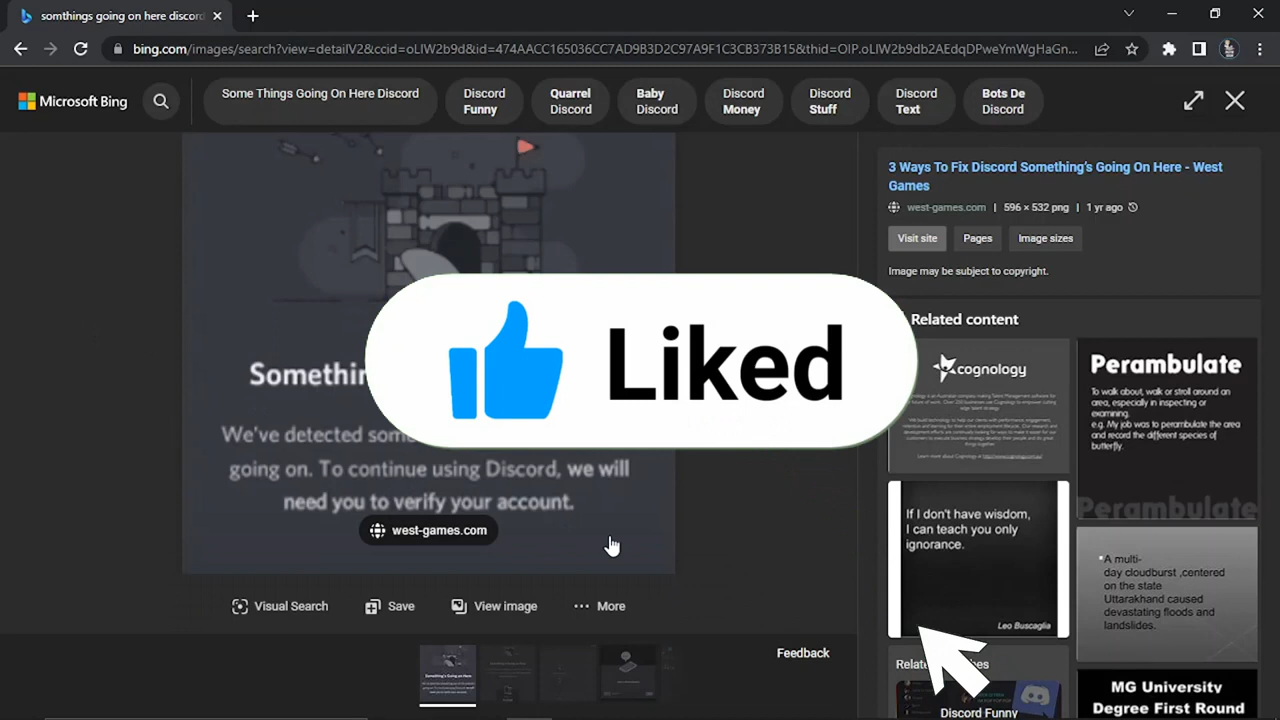 somthings going on here discord
bing.com/images/search?view=detailV2&ccid=oLIW2b9d&id=474AACC165036CC7AD9B3D2C97A9F1C3CB373B15&thid=OIP.oLIW2b9db2AEdqDPweYmWgHaGn...
Microsoft Bing
Some Things Going On Here Discord
Discord
Funny
Quarrel
Discord
Baby
Discord
Discord
Money
Discord
Stuff
Discord
Text
Bots De
Discord
3 Ways To Fix Discord Something's Going On Here - West
Games
west-games.com | 596 × 532 png | 1 yr ago
Visit site
Pages
Image sizes
Image may be subject to copyright.
Liked
We've detected
going on. To continue using Discord, we will
need you to verify your account.
west-games.com
Visual Search
Save
View image
More
Feedback
Related content
cognology
Perambulate
To walk about, walk or stroll around an
area, especially in inspecting or
examining.
e.g. My job was to perambulate the area
and record the different species of
butterfly.
Perambulate
If I don't have wisdom,
I can teach you only
ignorance.
Leo Buscaglia
A multi-
day cloudburst ,centered
on the state
Uttarakhand caused
devastating floods and
landslides.
Discord Funny
Mg University
Degree First Round